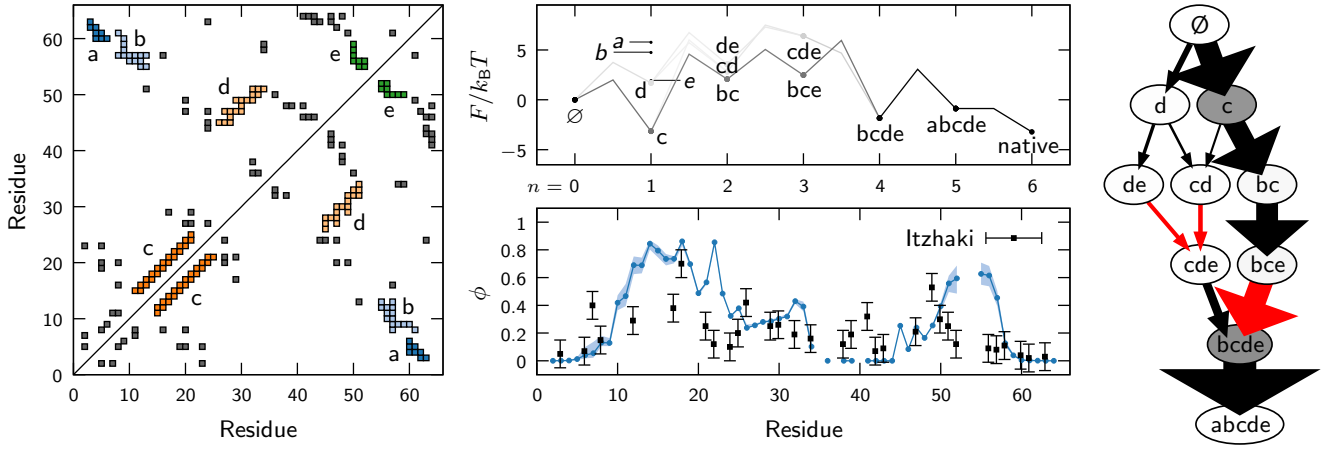 60
50
40
30
20
10
0
Residue
a
b
c
d
e
e
d
c
b
a
0
10
20
30
40
50
60
Residue
F/k_BT
5
0
−5
a
b
d
e
de
cd
bc
cde
bce
∅
c
bcde
abcde
native
n = 0
1
2
3
4
5
6
ϕ
1
0.8
0.6
0.4
0.2
0
Itzhaki
0
10
20
30
40
50
60
Residue
∅
d
c
de
cd
bc
cde
bce
bcde
abcde